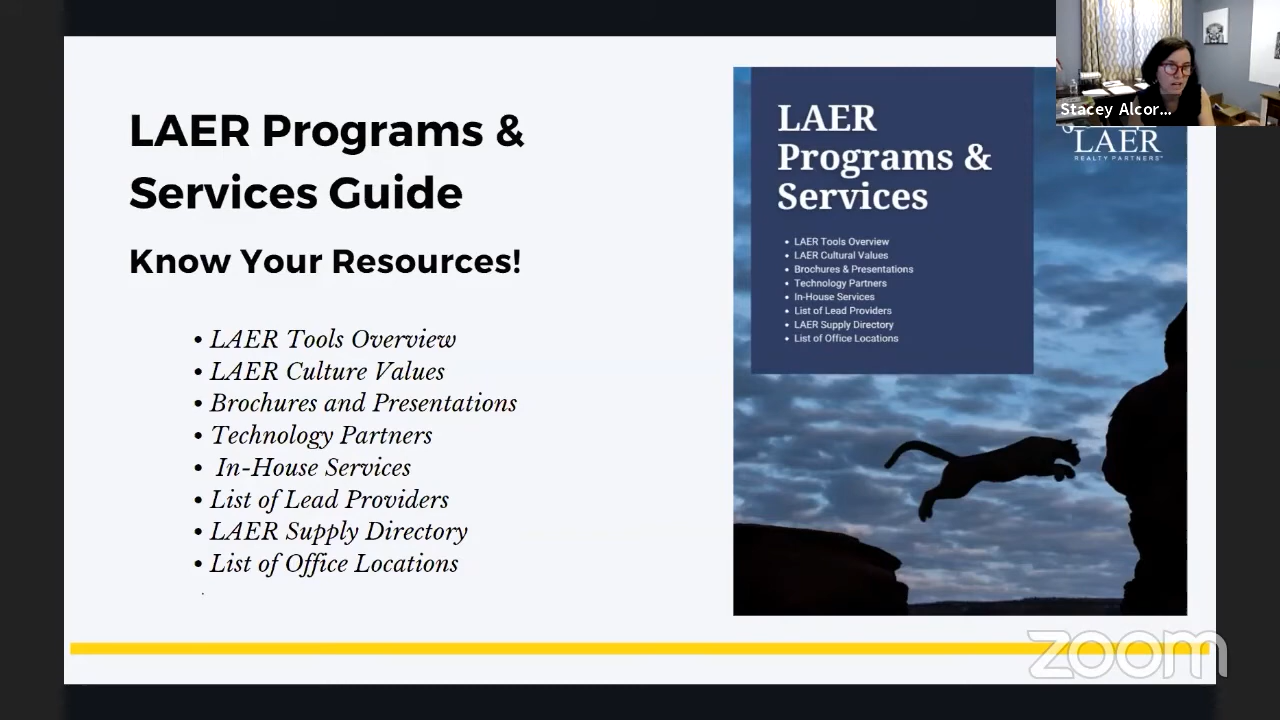 LAER Programs &
Services Guide
Know Your Resources!
• LAER Tools Overview
• LAER Culture Values
• Brochures and Presentations
• Technology Partners
• In-House Services
• List of Lead Providers
• LAER Supply Directory
• List of Office Locations
.
LAER
Programs &
Services
• LAER Tools Overview
• LAER Cultural Values
• Brochures & Presentations
• Technology Partners
• In-House Services
• List of Lead Providers
• LAER Supply Directory
• List of Office Locations
Stacey Alcor...
LAER
REALTY PARTNERS
zoom